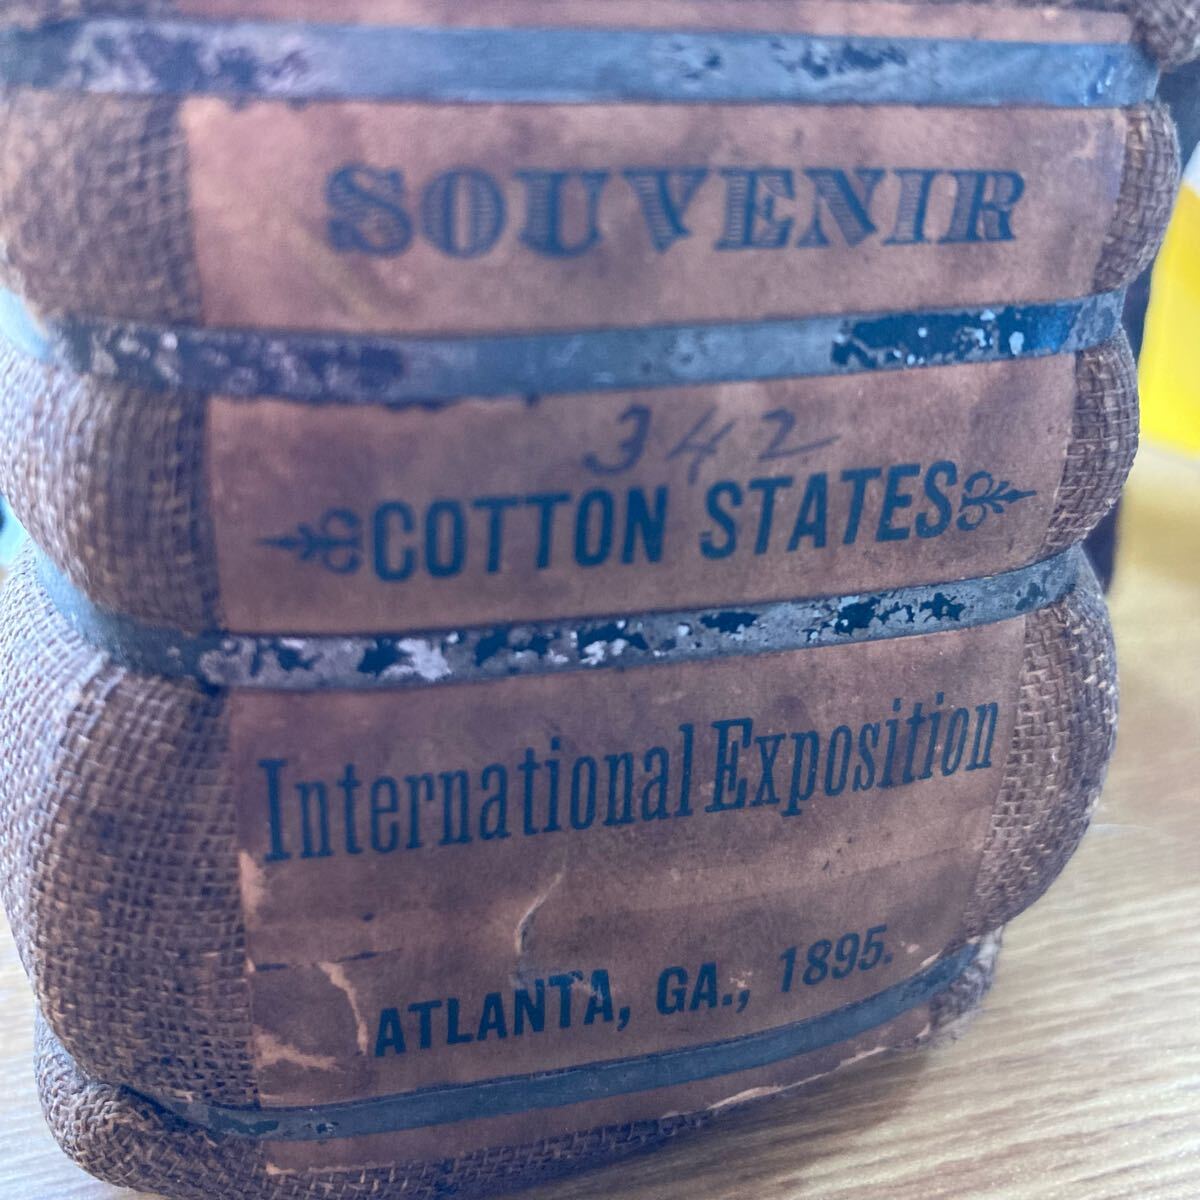 SOUVENIR
342
COTTON STATES
International Exposition
ATLANTA, GA., 1895.